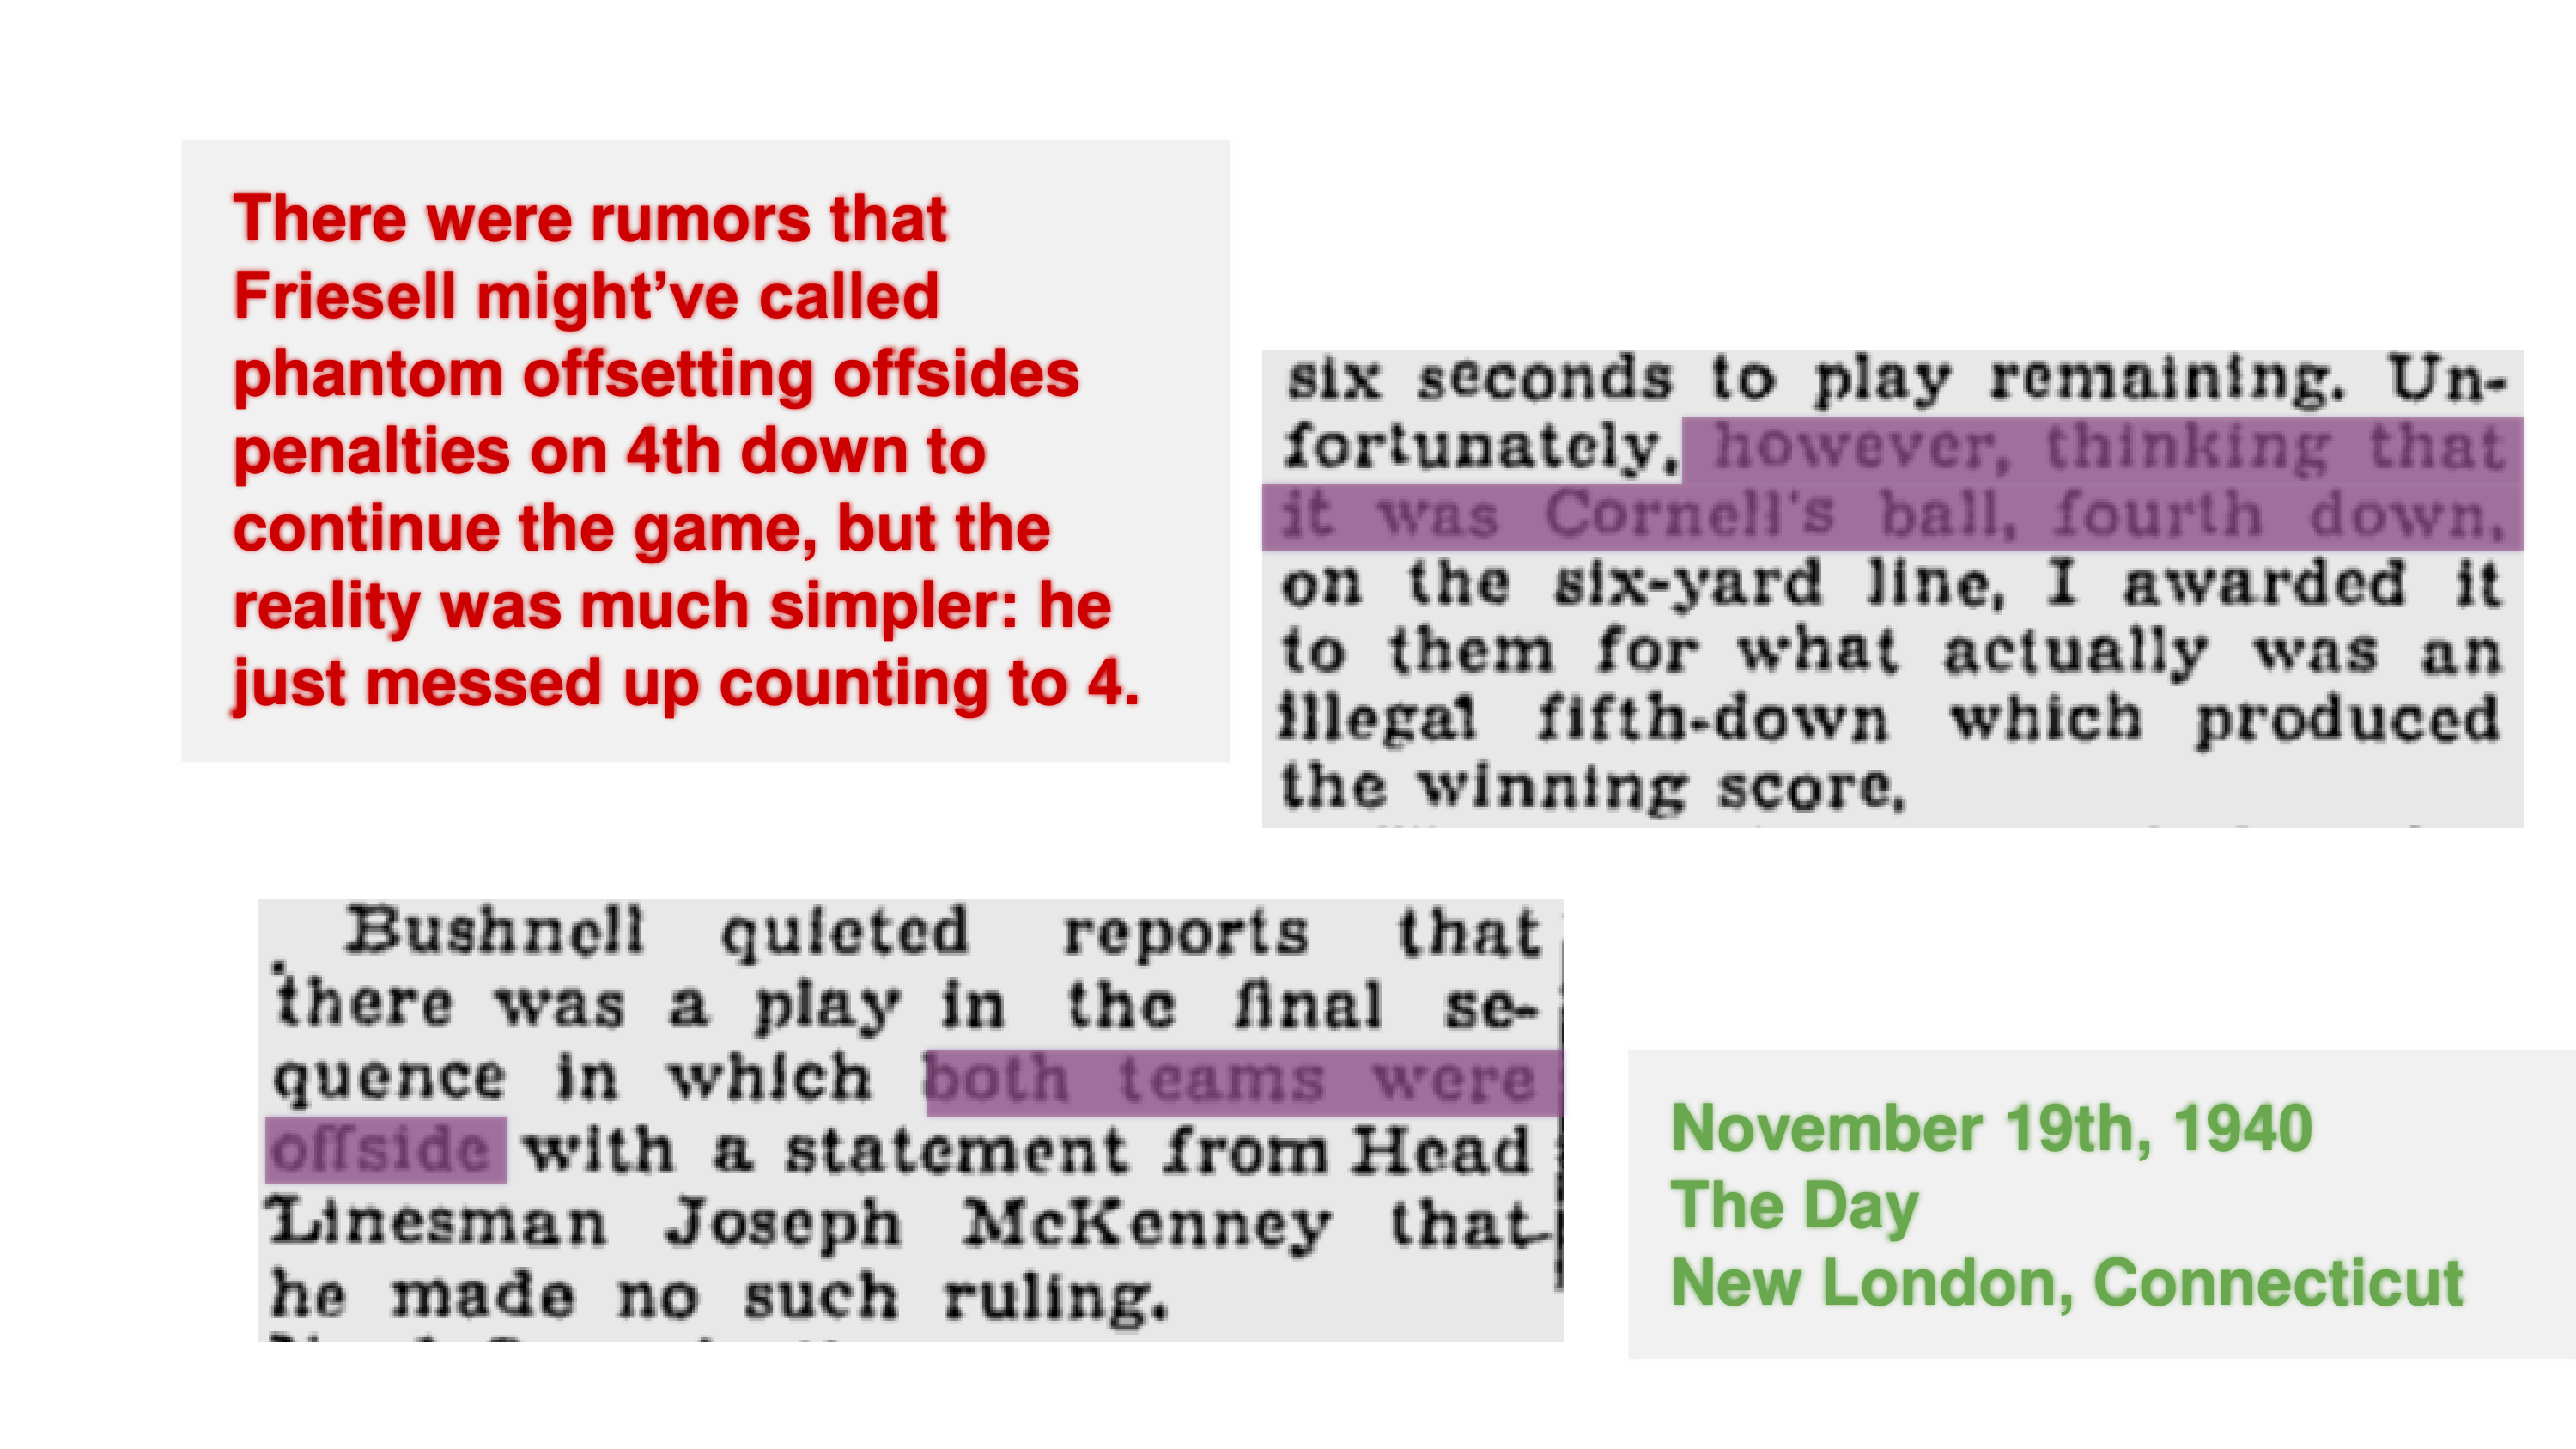 There were rumors that
Friesell might’ve called
phantom offsetting offsides
penalties on 4th down to
continue the game, but the
reality was much simpler: he
just messed up counting to 4.
six seconds to play remaining. Un-
fortunately, however, thinking that
it was Cornell's ball, fourth down,
on the six-yard line, I awarded it
to them for what actually was an
illegal fifth-down which produced
the winning score.
Bushnell quieted reports that
there was a play in the final se-
quence in which both teams were
offside with a statement from Head
Linesman Joseph McKenney that
he made no such ruling.
November 19th, 1940
The Day
New London, Connecticut